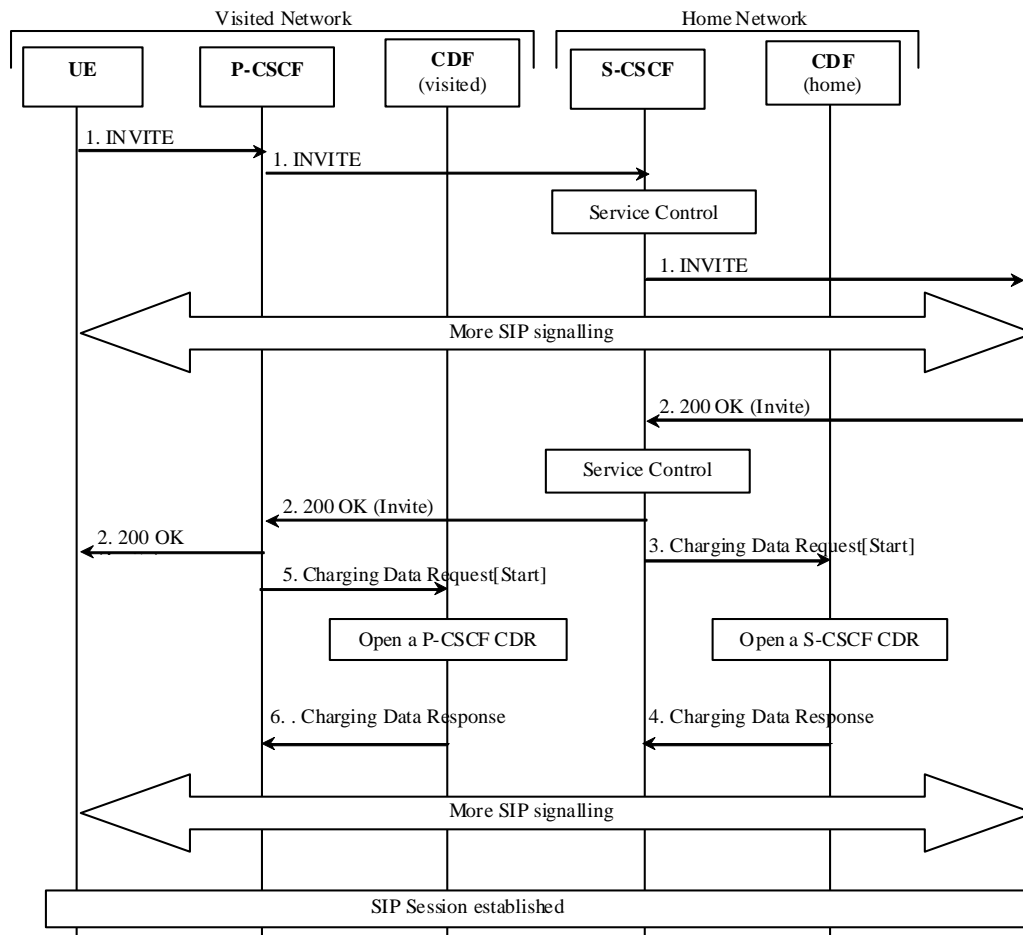 Visited Network
Home Network
UE
P-CSCF
CDF
(visited)
S-CSCF
CDF
(home)
1. INVITE
1. INVITE
Service Control
1. INVITE
More SIP signalling
2. 200 OK (Invite)
Service Control
2. 200 OK (Invite)
2. 200 OK
3. Charging Data Request[Start]
5. Charging Data Request[Start]
Open a P-CSCF CDR
Open a S-CSCF CDR
6. . Charging Data Response
4. Charging Data Response
More SIP signalling
SIP Session established